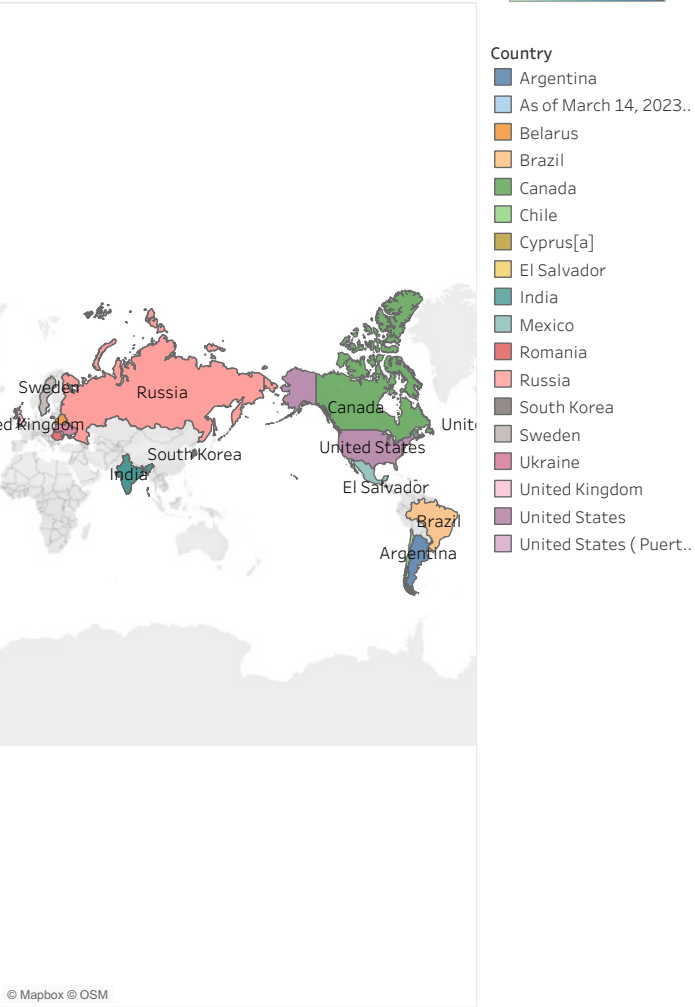 Country
Argentina
As of March 14, 2023..
Belarus
Brazil
Canada
Chile
Cyprus[a]
El Salvador
India
Mexico
Romania
Russia
South Korea
Sweden
Ukraine
United Kingdom
United States
United States ( Puert..
Sweden
Russia
Canada
ed Kingdom
Unite
United States
South Korea
India
El Salvador
Brazil
Argentina
© Mapbox © OSM